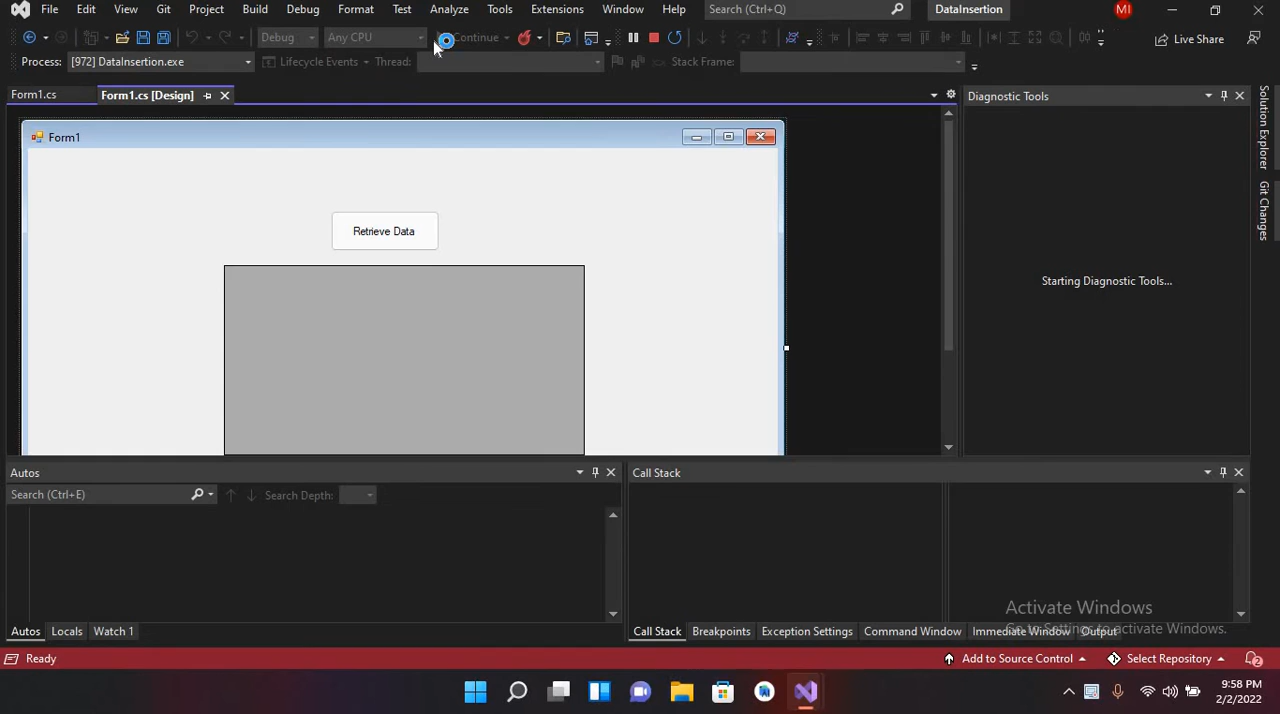 File Edit View Git Project Build Debug Format Test Analyze Tools Extensions Window Help Search (Ctrl+Q) DataInsertion MI
Debug Any CPU Continue Live Share
Process: [972] DataInsertion.exe Lifecycle Events Thread: Stack Frame:
Form1.cs Form1.cs [Design] Diagnostic Tools
Form1
Retrieve Data
Starting Diagnostic Tools...
Solution Explorer
Git Changes
Autos Call Stack
Search (Ctrl+E) Search Depth:
Activate Windows
Go to Settings to activate Windows.
Autos Locals Watch 1 Call Stack Breakpoints Exception Settings Command Window Immediate Window Output
Ready Add to Source Control Select Repository 2
9:58 PM
2/2/2022